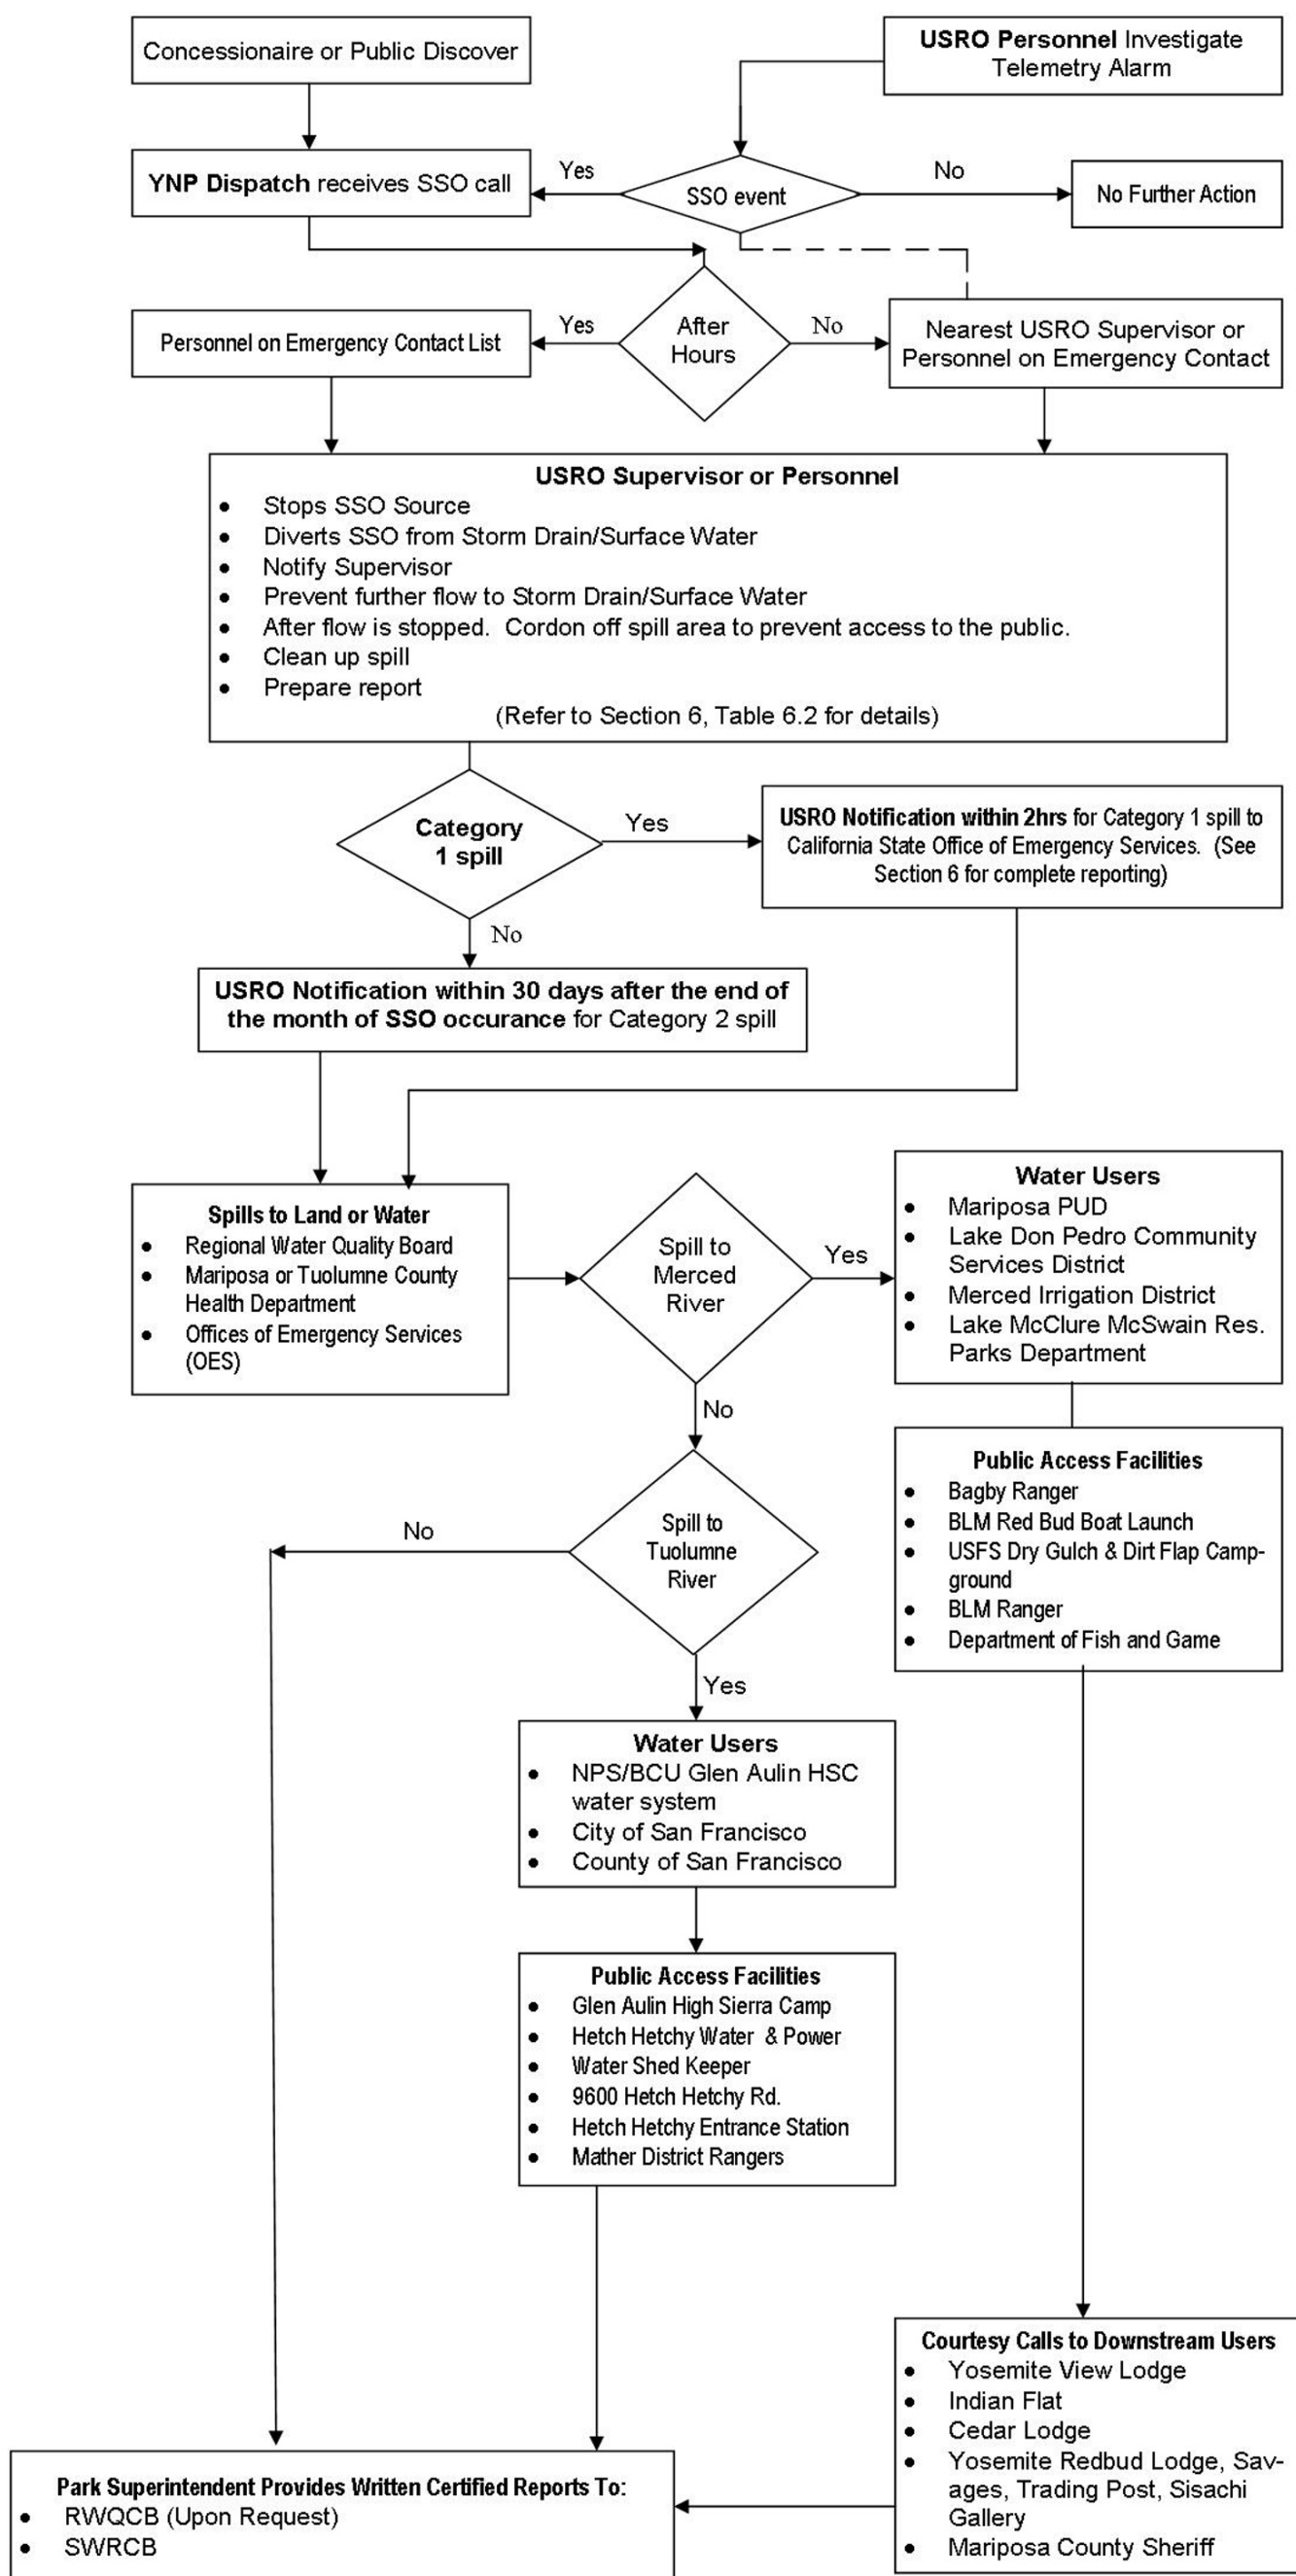 Concessionaire or Public Discover
USRO Personnel Investigate
Telemetry Alarm
YNP Dispatch receives SSO call
Yes
SSO event
No
No Further Action
Personnel on Emergency Contact List
Yes
After
Hours
No
Nearest USRO Supervisor or
Personnel on Emergency Contact
USRO Supervisor or Personnel
• Stops SSO Source
• Diverts SSO from Storm Drain/Surface Water
• Notify Supervisor
• Prevent further flow to Storm Drain/Surface Water
• After flow is stopped. Cordon off spill area to prevent access to the public.
• Clean up spill
• Prepare report
(Refer to Section 6, Table 6.2 for details)
Category
1 spill
Yes
USRO Notification within 2hrs for Category 1 spill to
California State Office of Emergency Services. (See
Section 6 for complete reporting)
No
USRO Notification within 30 days after the end of
the month of SSO occurance for Category 2 spill
Spills to Land or Water
• Regional Water Quality Board
• Mariposa or Tuolumne County
Health Department
• Offices of Emergency Services
(OES)
Spill to
Merced
River
Yes
Water Users
• Mariposa PUD
• Lake Don Pedro Community
Services District
• Merced Irrigation District
• Lake McClure McSwain Res.
Parks Department
No
Public Access Facilities
• Bagby Ranger
• BLM Red Bud Boat Launch
• USFS Dry Gulch & Dirt Flap Camp-
ground
• BLM Ranger
• Department of Fish and Game
Spill to
Tuolumne
River
No
Yes
Water Users
• NPS/BCU Glen Aulin HSC
water system
• City of San Francisco
• County of San Francisco
Public Access Facilities
• Glen Aulin High Sierra Camp
• Hetch Hetchy Water & Power
• Water Shed Keeper
• 9600 Hetch Hetchy Rd.
• Hetch Hetchy Entrance Station
• Mather District Rangers
Courtesy Calls to Downstream Users
• Yosemite View Lodge
• Indian Flat
• Cedar Lodge
• Yosemite Redbud Lodge, Sav-
ages, Trading Post, Sisachi
Gallery
• Mariposa County Sheriff
Park Superintendent Provides Written Certified Reports To:
• RWQCB (Upon Request)
• SWRCB